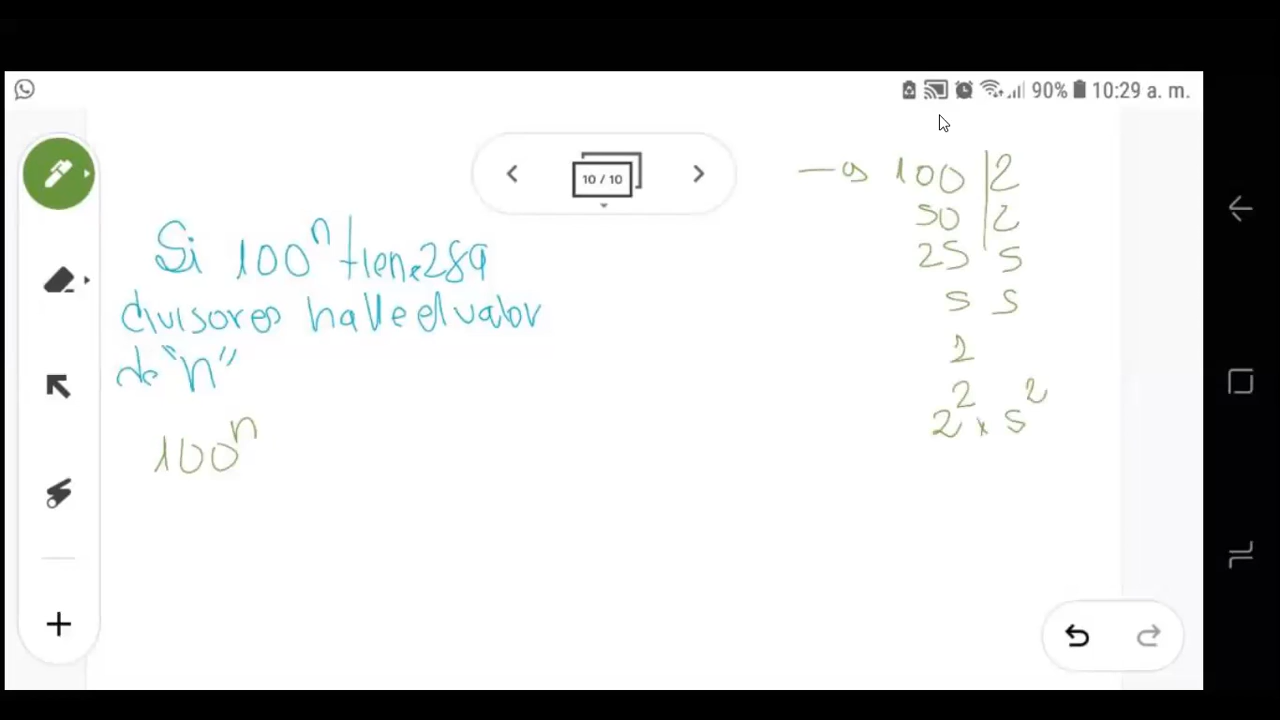 90% 10:29 a. m.
10 / 10
Si 100ⁿ tiene 289
divisores halle el valor
de "n"
100ⁿ
→ 100 | 2
50 | 2
25 5
5 5
1
2² x 5²